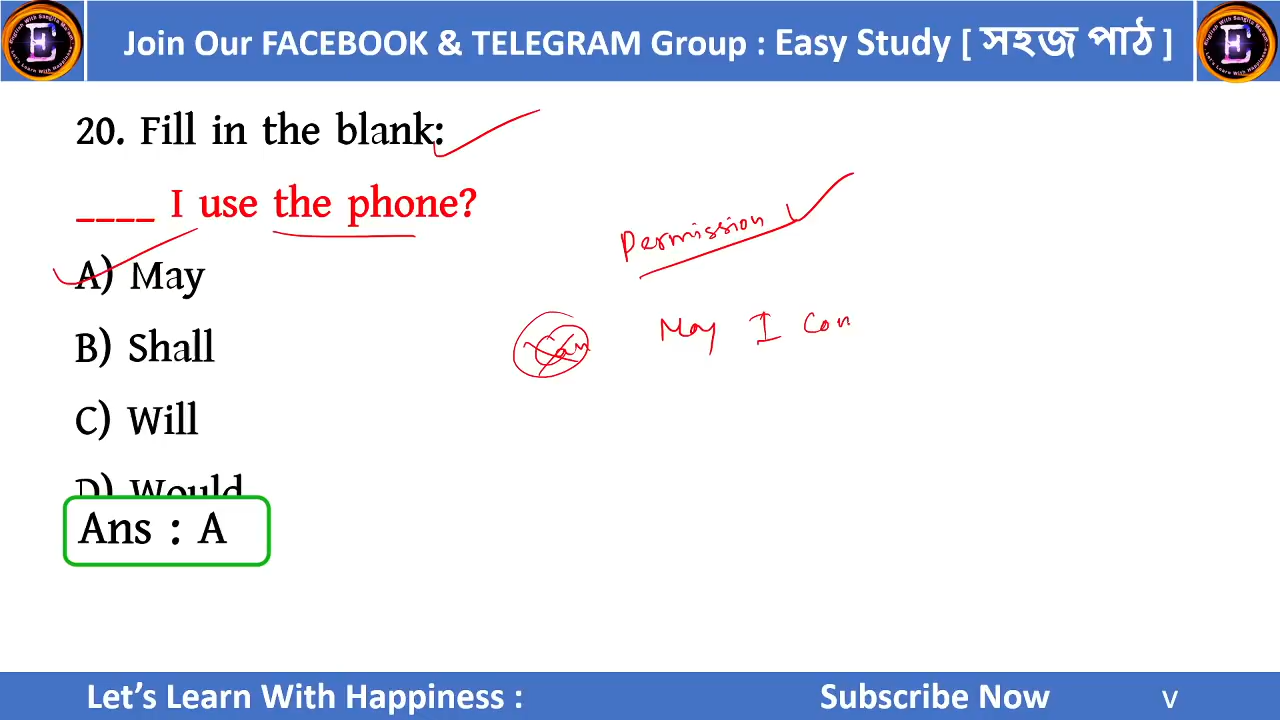 Join Our FACEBOOK & TELEGRAM Group : Easy Study [ সহজ পাঠ ]
20. Fill in the blank:
____ I use the phone?
Permission
A) May
May I Com
Can
B) Shall
C) Will
D) Would
Ans : A
Let's Learn With Happiness :
Subscribe Now
v